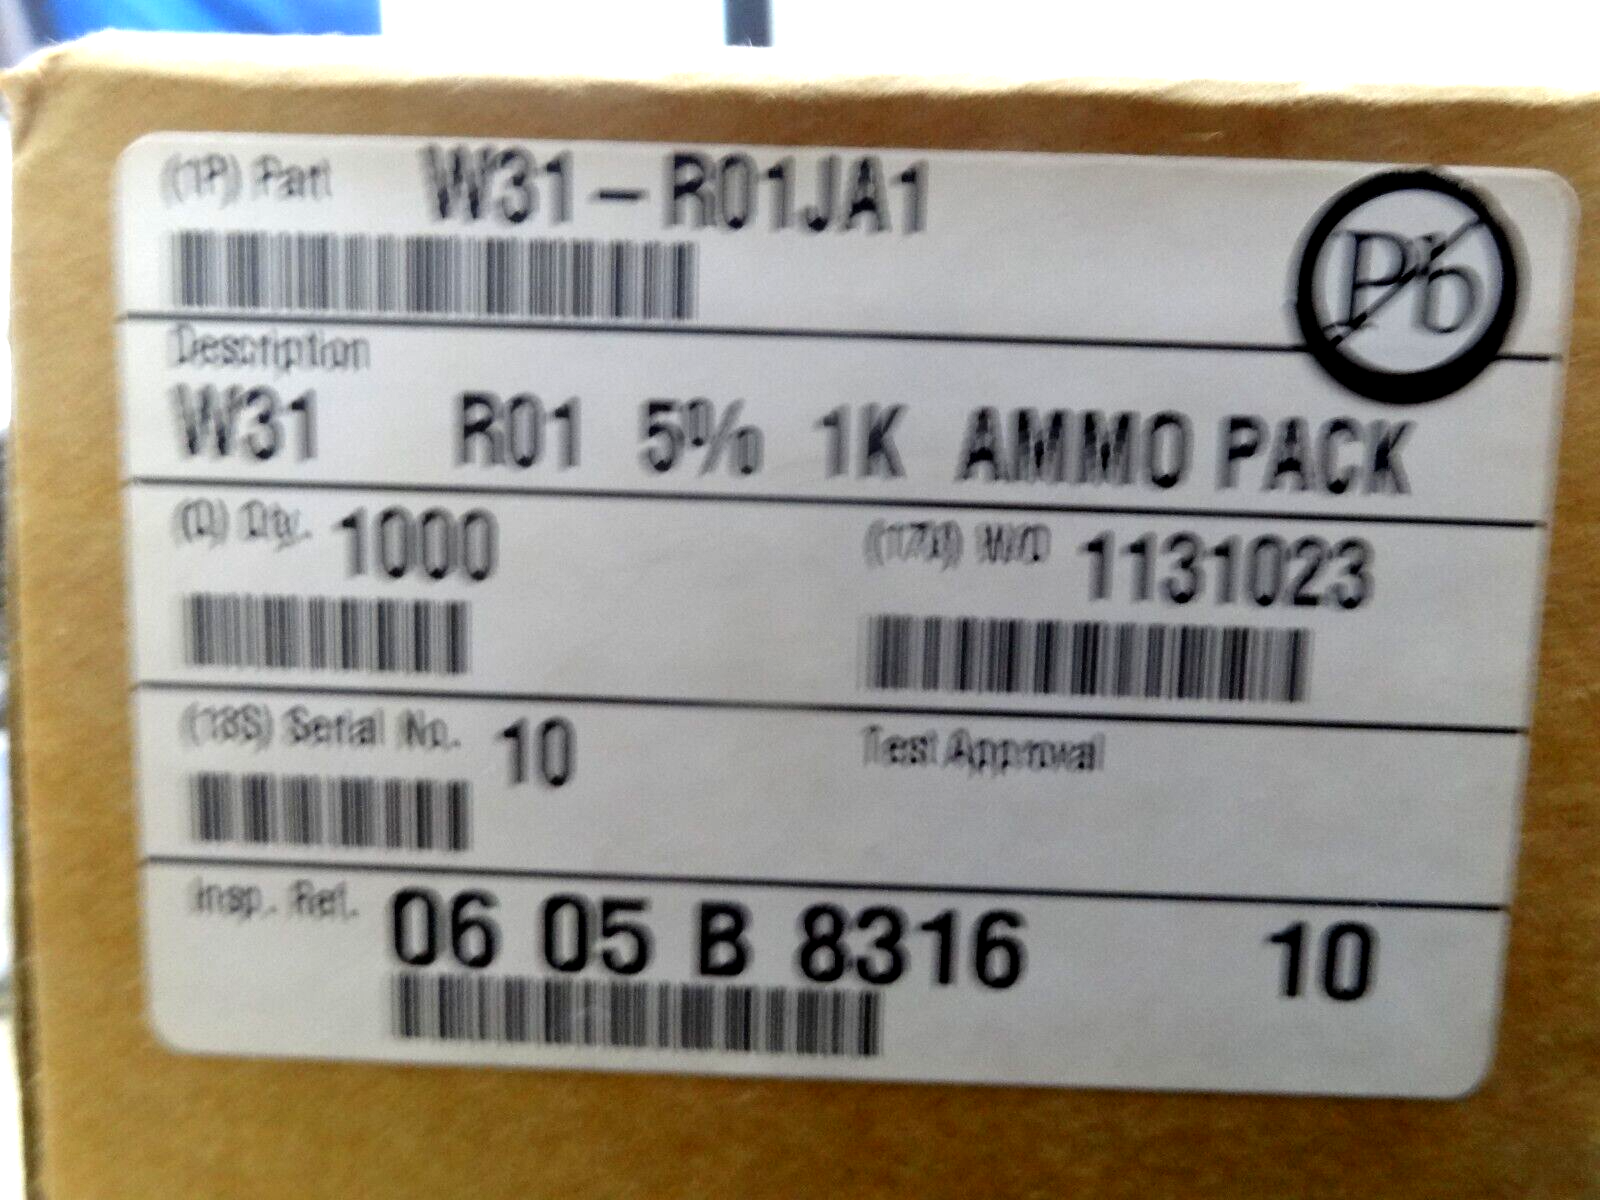 (1P) Part W31-R01JA1
Pb
Description
W31 R01 5% 1K AMMO PACK
(Q) Qty. 1000 W/O 1131023
(13S) Serial No. 10 Test Approval
Insp. Ref. 06 05 B 8316 10